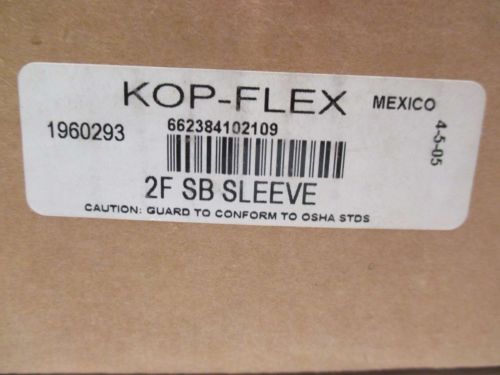 KOP-FLEX MEXICO
1960293 662384102109 4-5-05
2F SB SLEEVE
CAUTION: GUARD TO CONFORM TO OSHA STDS